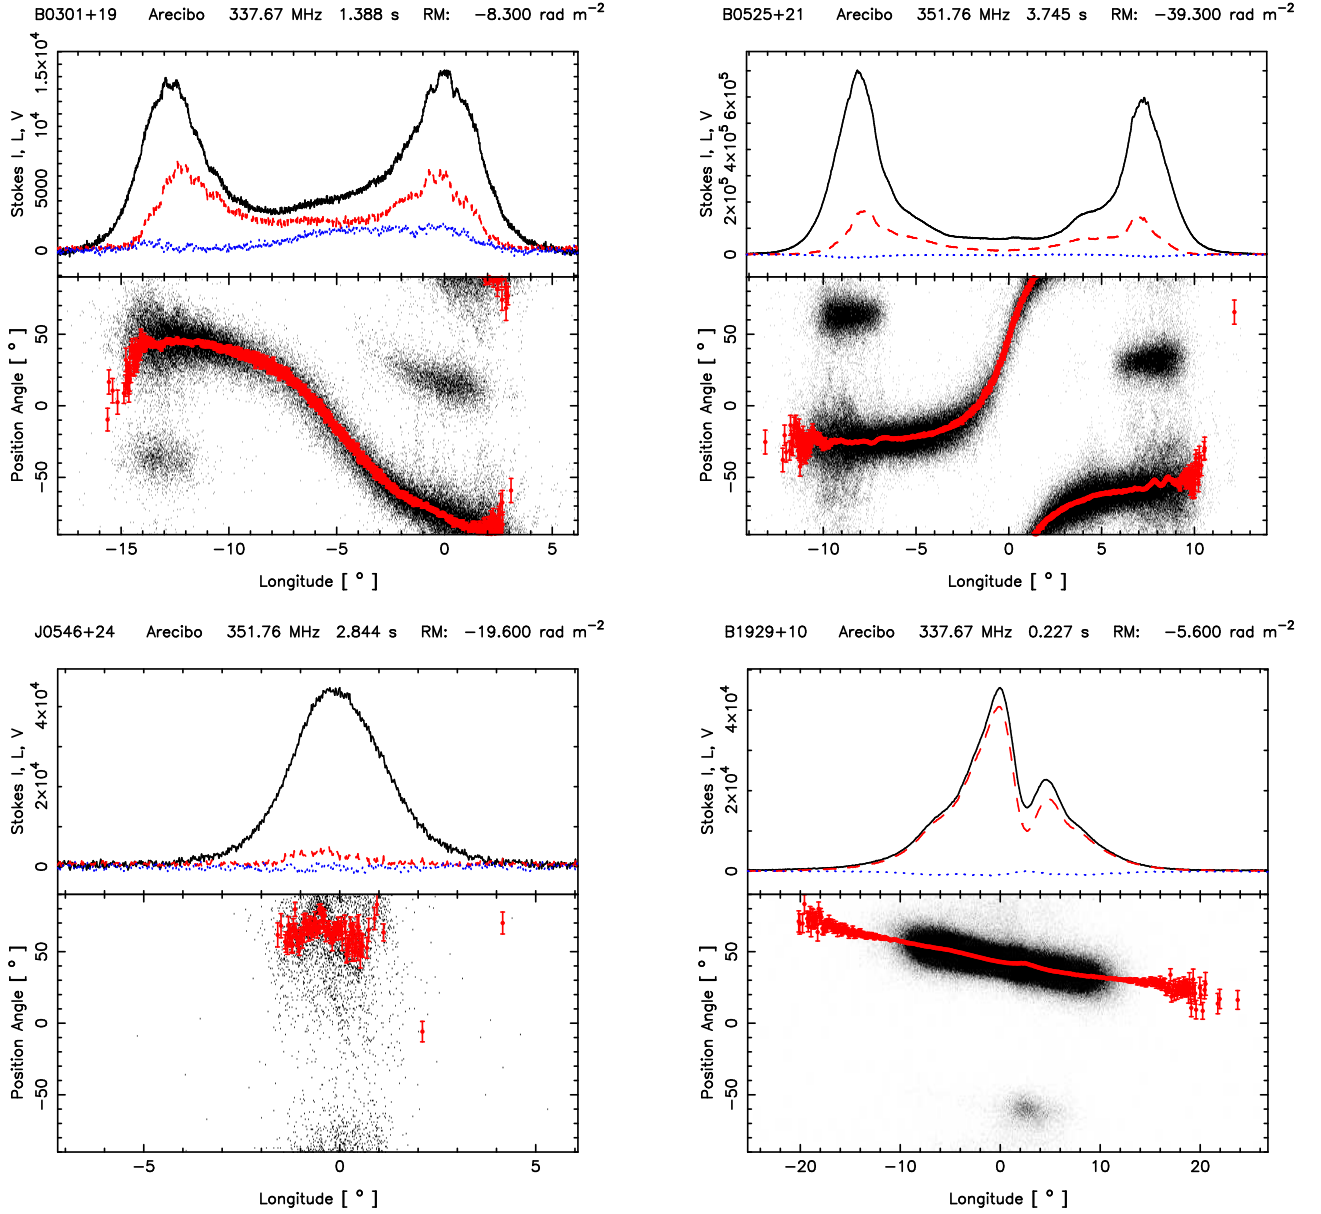 B0301+19 Arecibo 337.67 MHz 1.388 s RM: −8.300 rad m−2
Stokes I, L, V
0 5000 10⁴ 1.5×10⁴
Position Angle [ ° ]
−50 0 50
−15 −10 −5 0 5
Longitude [ ° ]
B0525+21 Arecibo 351.76 MHz 3.745 s RM: −39.300 rad m−2
Stokes I, L, V
0 2×10⁵ 4×10⁵ 6×10⁵
Position Angle [ ° ]
−50 0 50
−10 −5 0 5 10
Longitude [ ° ]
J0546+24 Arecibo 351.76 MHz 2.844 s RM: −19.600 rad m−2
Stokes I, L, V
0 2×10⁴ 4×10⁴
Position Angle [ ° ]
−50 0 50
−5 0 5
Longitude [ ° ]
B1929+10 Arecibo 337.67 MHz 0.227 s RM: −5.600 rad m−2
Stokes I, L, V
0 2×10⁴ 4×10⁴
Position Angle [ ° ]
−50 0 50
−20 −10 0 10 20
Longitude [ ° ]